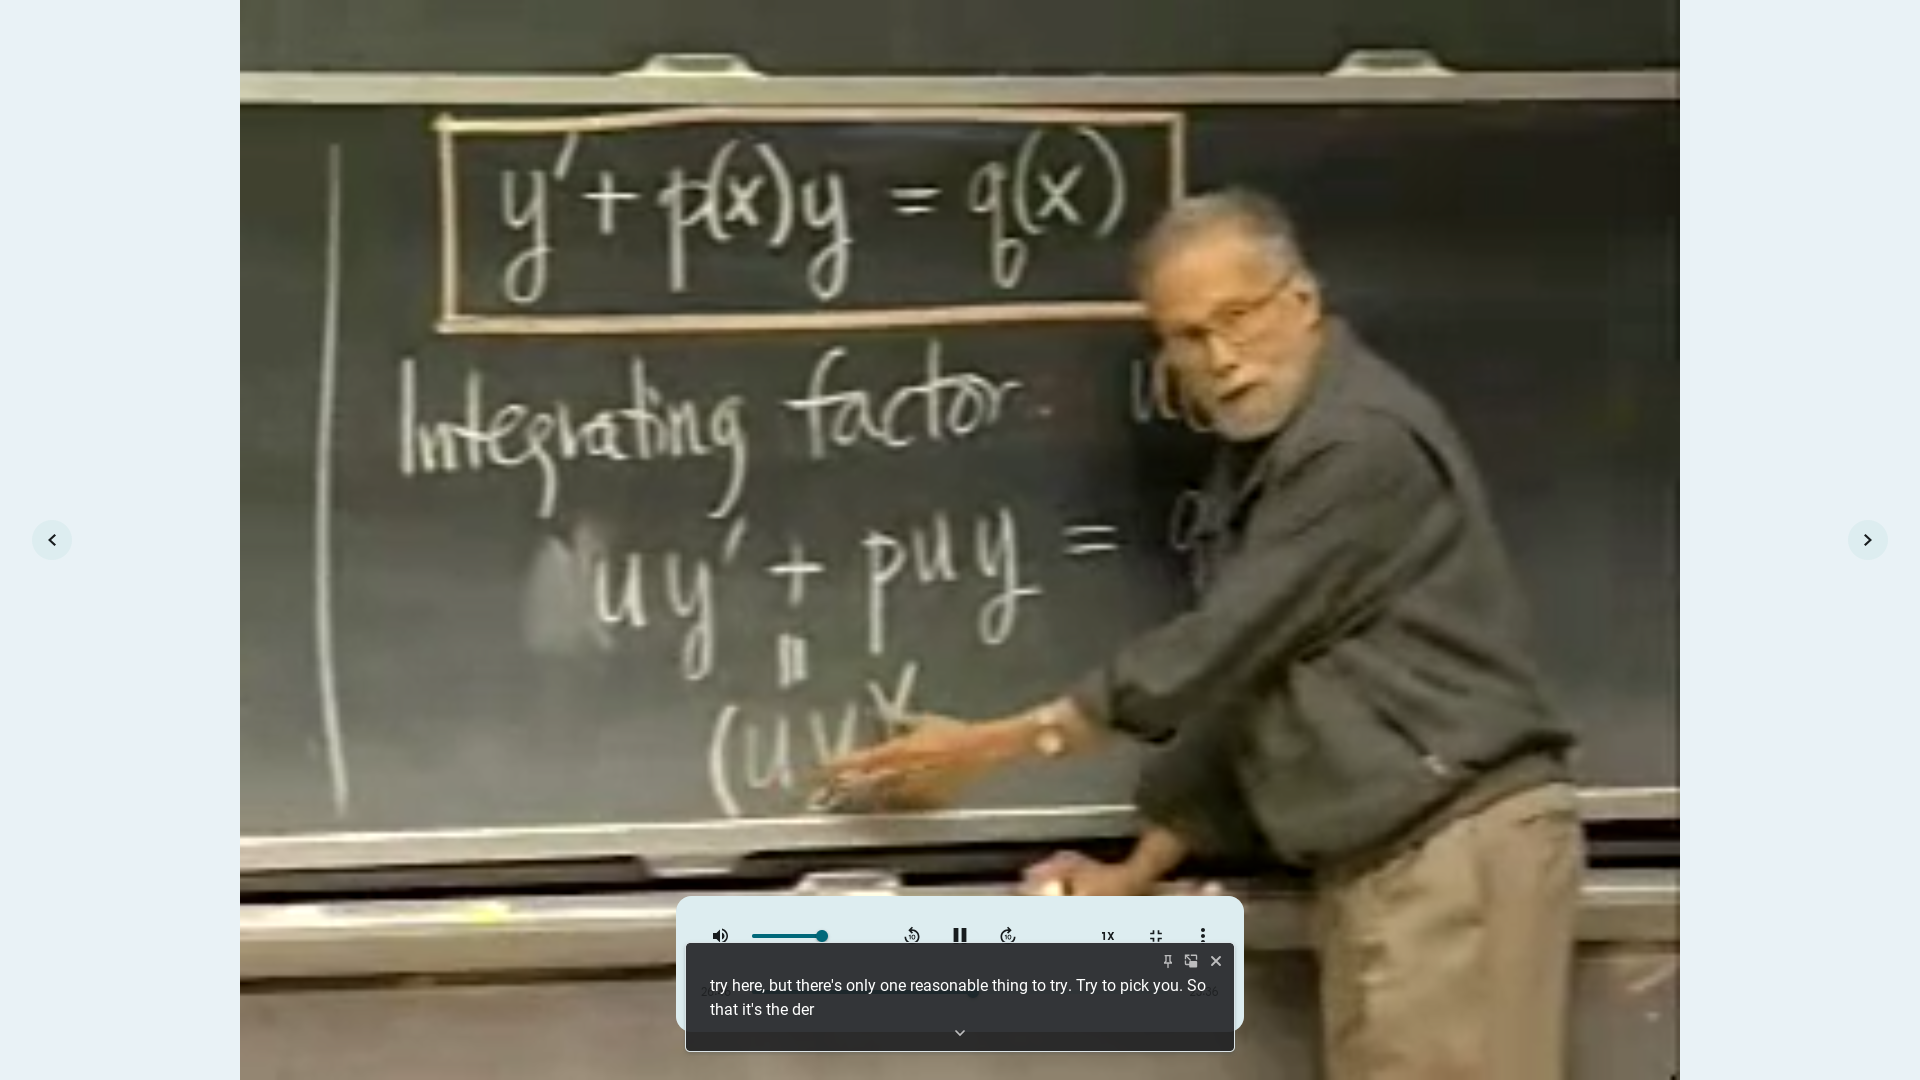 y' + p(x)y = q(x)
Integrating factor
uy' + puy =
(uy)'
1X
try here, but there's only one reasonable thing to try. Try to pick you. So
that it's the der